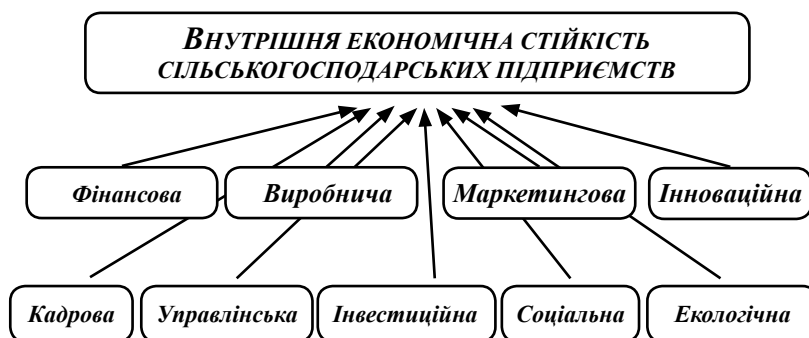 ВНУТРІШНЯ ЕКОНОМІЧНА СТІЙКІСТЬ
СІЛЬСЬКОГОСПОДАРСЬКИХ ПІДПРИЄМСТВ
Фінансова
Виробнича
Маркетингова
Інноваційна
Кадрова
Управлінська
Інвестиційна
Соціальна
Екологічна